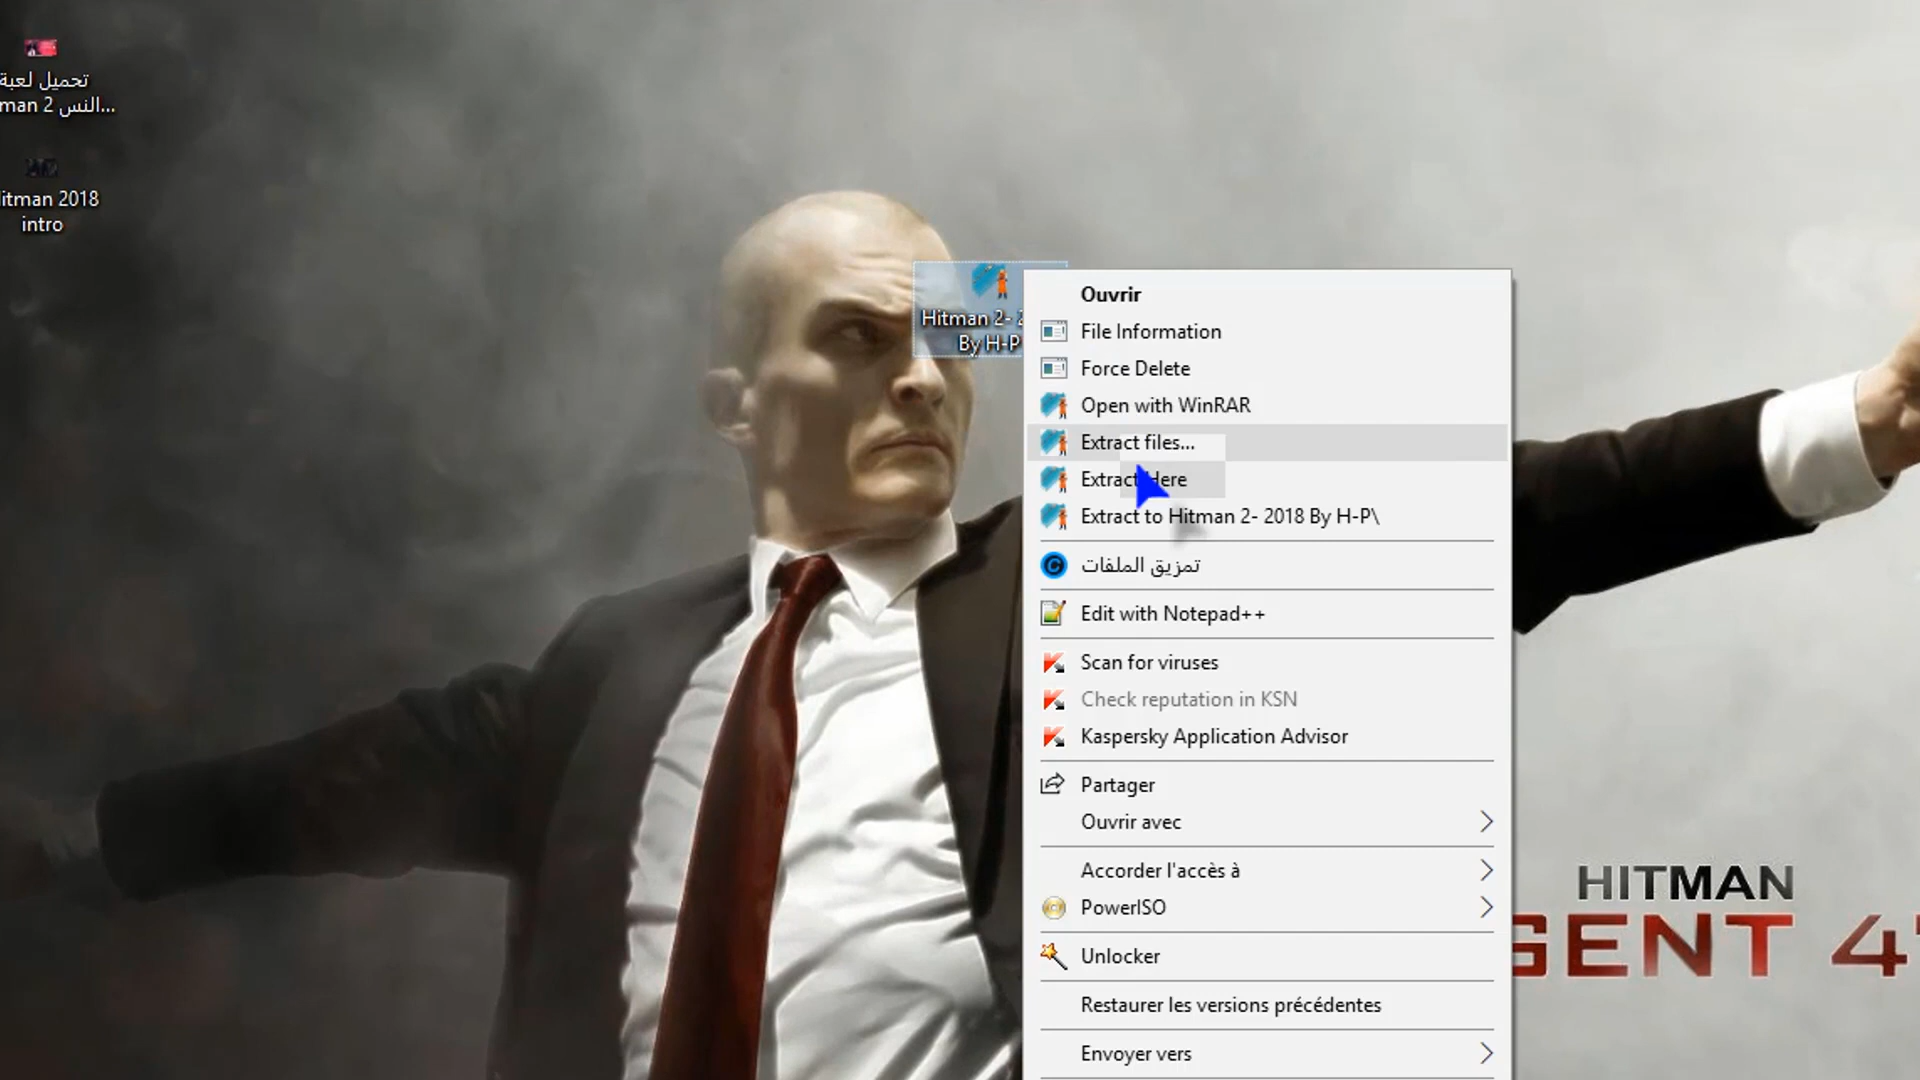 تحميل لعبة
man 2 النس...
itman 2018
intro
Hitman 2-
By H-P
Ouvrir
File Information
Force Delete
Open with WinRAR
Extract files...
Extract Here
Extract to Hitman 2- 2018 By H-P\
تمزيق الملفات
Edit with Notepad++
Scan for viruses
Check reputation in KSN
Kaspersky Application Advisor
Partager
Ouvrir avec
Accorder l'accès à
PowerISO
Unlocker
Restaurer les versions précédentes
Envoyer vers
HITMAN
GENT 47